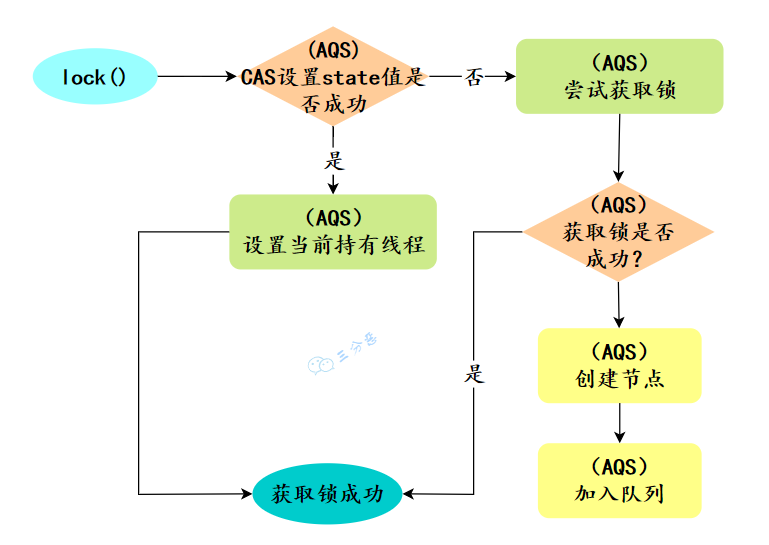 lock()
(AQS)
CAS设置state值是
否成功
否
(AQS)
尝试获取锁
是
(AQS)
设置当前持有线程
(AQS)
获取锁是否
成功？
三分恶
(AQS)
创建节点
是
(AQS)
加入队列
获取锁成功